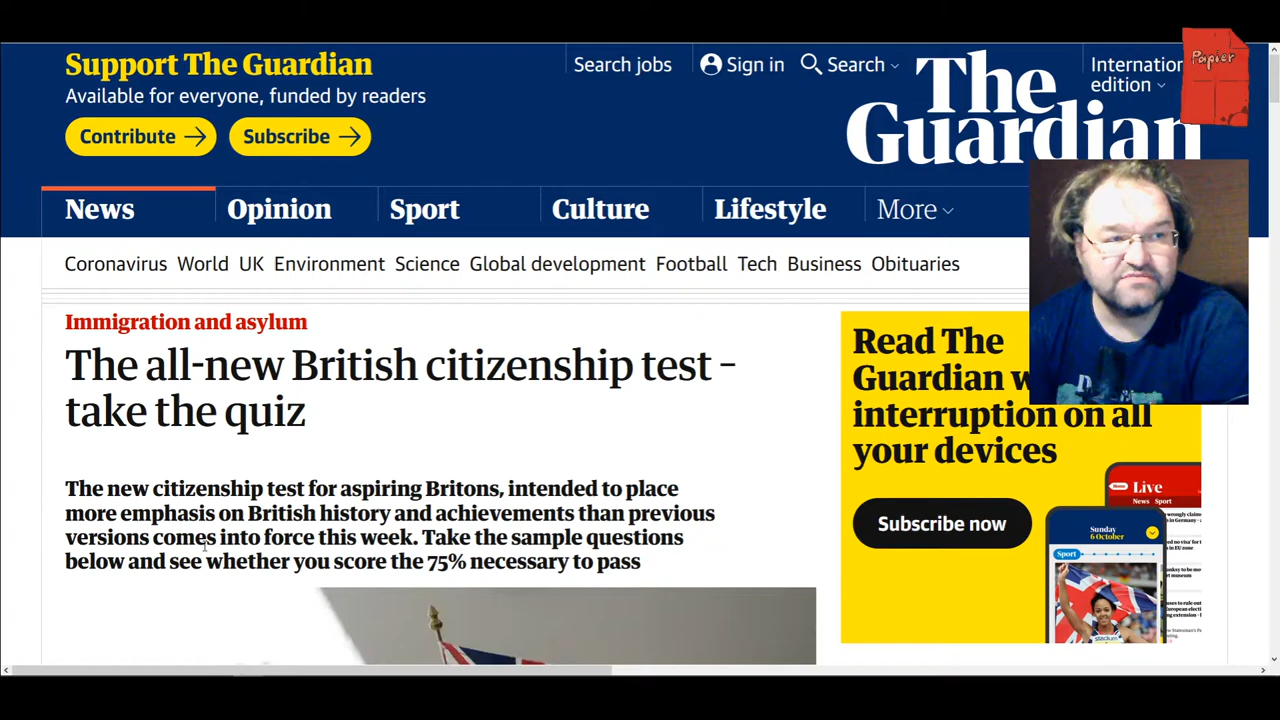 Support The Guardian
Available for everyone, funded by readers
Contribute
Subscribe
Search jobs
Sign in
Search
The
Guardian
edition
Papier
News
Opinion
Sport
Culture
Lifestyle
More
Coronavirus World UK Environment Science Global development Football Tech Business Obituaries
Immigration and asylum
The all-new British citizenship test –
take the quiz
The new citizenship test for aspiring Britons, intended to place
more emphasis on British history and achievements than previous
versions comes into force this week. Take the sample questions
below and see whether you score the 75% necessary to pass
Read The
Guardian
interruption on all
your devices
Subscribe now
Live
News Sport
Sunday
6 October
Sport